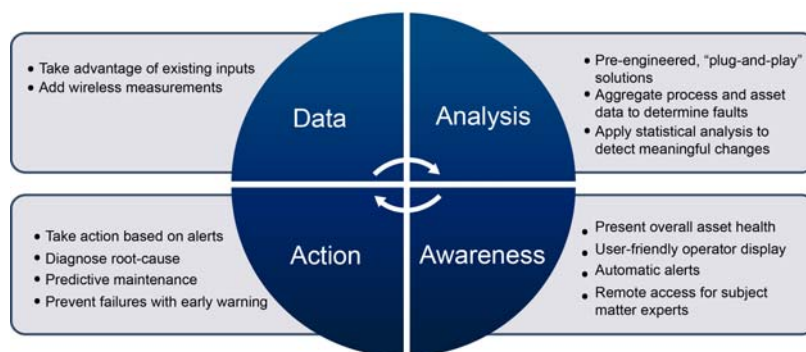 • Take advantage of existing inputs
• Add wireless measurements
Data
Analysis
• Pre-engineered, “plug-and-play”
solutions
• Aggregate process and asset
data to determine faults
• Apply statistical analysis to
detect meaningful changes
• Take action based on alerts
• Diagnose root-cause
• Predictive maintenance
• Prevent failures with early warning
Action
Awareness
• Present overall asset health
• User-friendly operator display
• Automatic alerts
• Remote access for subject
matter experts